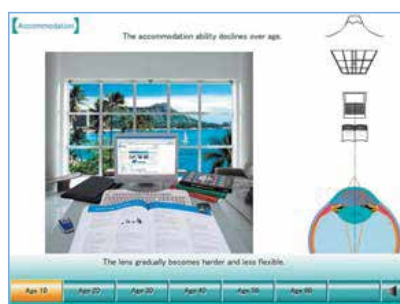 [Accommodation]
The accommodation ability declines over age.
The lens gradually becomes harder and less flexible.
Age 10
Age 20
Age 30
Age 40
Age 50
Age 60